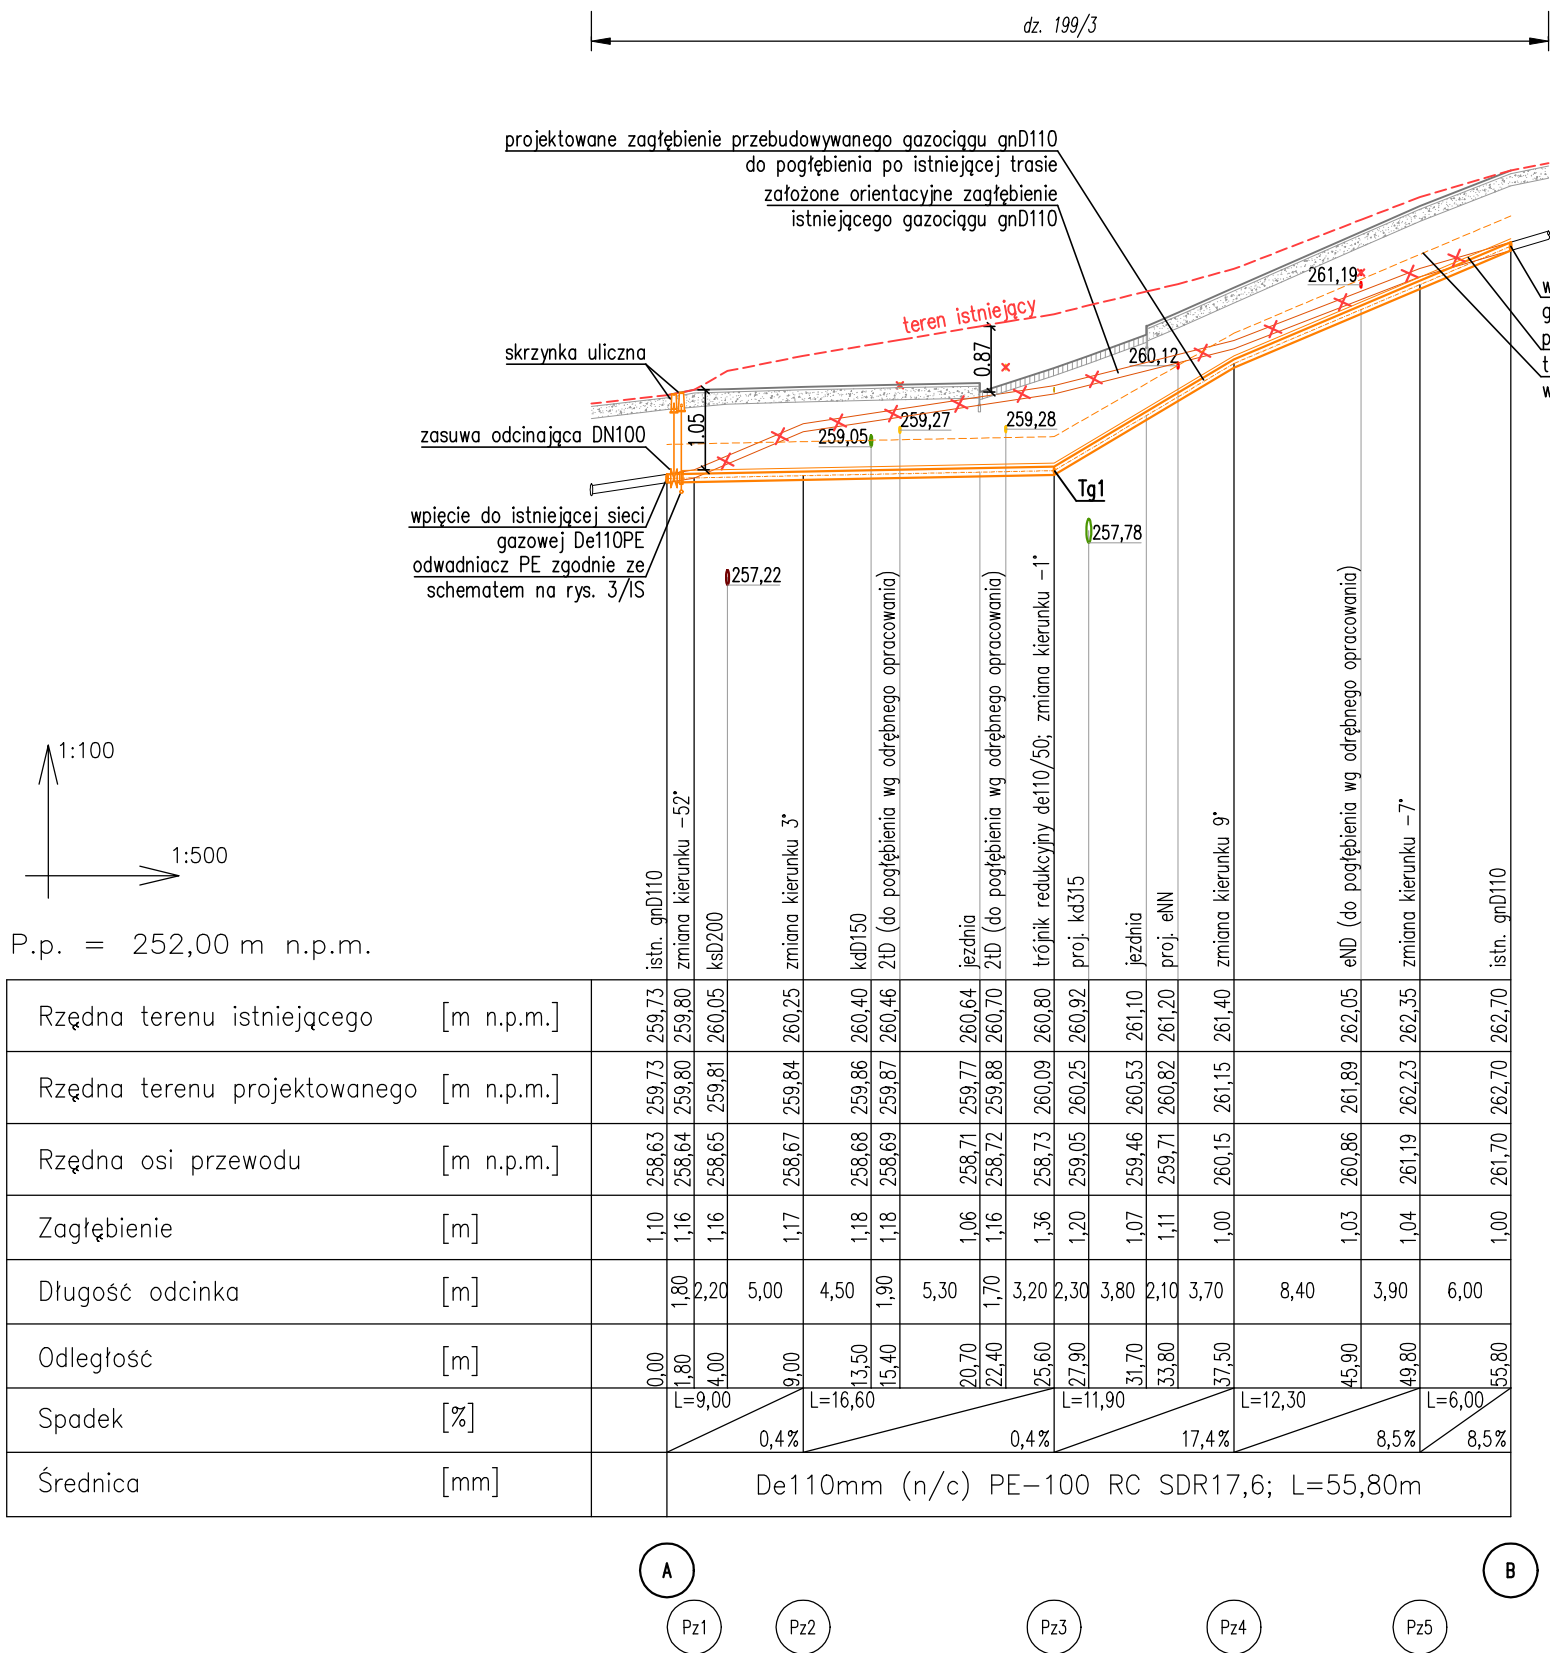 dz. 199/3
projektowane zagłębienie przebudowywanego gazociągu gnD110
do pogłębienia po istniejącej trasie
założone orientacyjne zagłębienie
istniejącego gazociągu gnD110
teren istniejący
skrzynka uliczna
zasuwa odcinająca DN100
wpięcie do istniejącej sieci
gazowej De110PE
odwadniacz PE zgodnie ze
schematem na rys. 3/IS
1.05
0.87
259,05
259,27
259,28
260,12
261,19
Tg1
257,78
257,22
w
g
p
t
w
1:100
1:500
P.p. = 252,00 m n.p.m.
istn. gnD110
zmiana kierunku -52°
ksD200
zmiana kierunku 3°
kdD150
2tD (do pogłębienia wg odrębnego opracowania)
jezdnia
2tD (do pogłębienia wg odrębnego opracowania)
trójnik redukcyjny de110/50; zmiana kierunku -1°
proj. kd315
jezdnia
proj. eNN
zmiana kierunku 9°
eND (do pogłębienia wg odrębnego opracowania)
zmiana kierunku -7°
istn. gnD110
Rzędna terenu istniejącego [m n.p.m.] 259,73 259,80 260,05 260,25 260,40 260,46 260,64 260,70 260,80 260,92 261,10 261,20 261,40 262,05 262,35 262,70
Rzędna terenu projektowanego [m n.p.m.] 259,73 259,80 259,81 259,84 259,86 259,87 259,77 259,88 260,09 260,25 260,53 260,82 261,15 261,89 262,23 262,70
Rzędna osi przewodu [m n.p.m.] 258,63 258,64 258,65 258,67 258,68 258,69 258,71 258,72 258,73 259,05 259,46 259,71 260,15 260,86 261,19 261,70
Zagłębienie [m] 1,10 1,16 1,16 1,17 1,18 1,18 1,06 1,16 1,36 1,20 1,07 1,11 1,00 1,03 1,04 1,00
Długość odcinka [m] 1,80 2,20 5,00 4,50 1,90 5,30 1,70 3,20 2,30 3,80 2,10 3,70 8,40 3,90 6,00
Odległość [m] 0,00 1,80 4,00 9,00 13,50 15,40 20,70 22,40 25,60 27,90 31,70 33,80 37,50 45,90 49,80 55,80
Spadek [%] L=9,00 0,4% L=16,60 0,4% L=11,90 17,4% L=12,30 8,5% L=6,00 8,5%
Średnica [mm] De110mm (n/c) PE-100 RC SDR17,6; L=55,80m
A B
Pz1 Pz2 Pz3 Pz4 Pz5